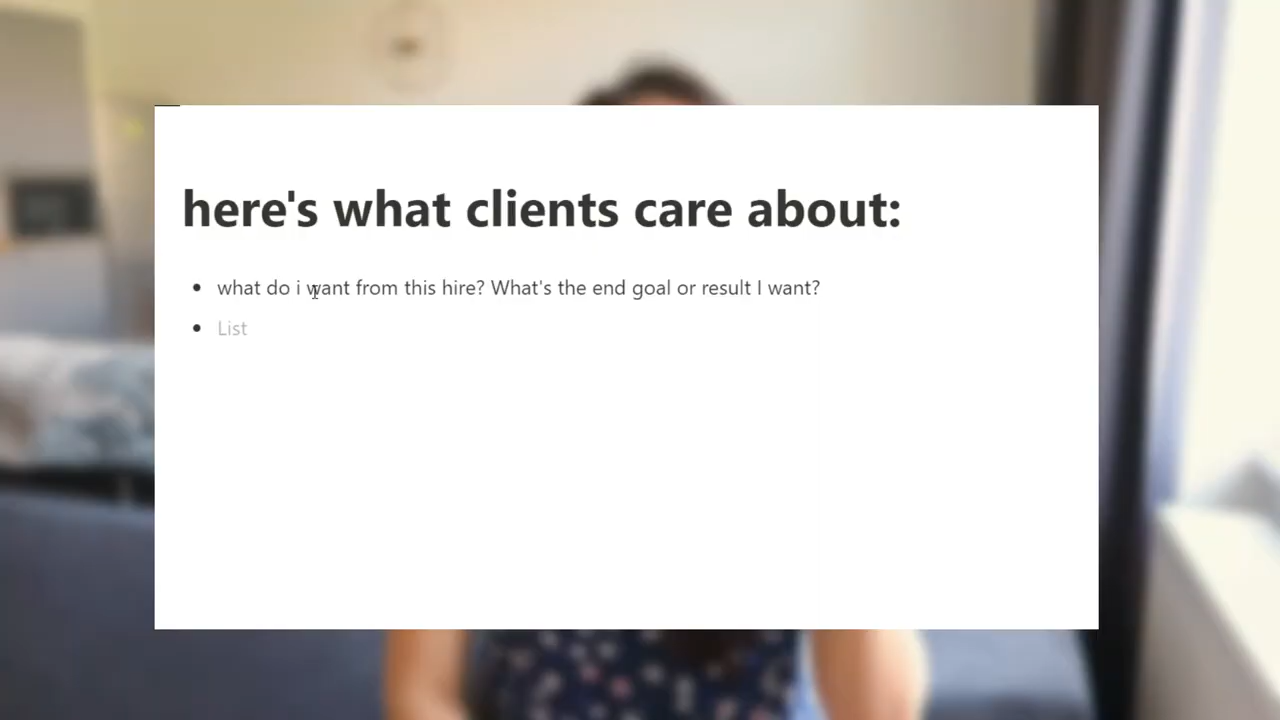 here's what clients care about:
what do i want from this hire? What's the end goal or result I want?
List